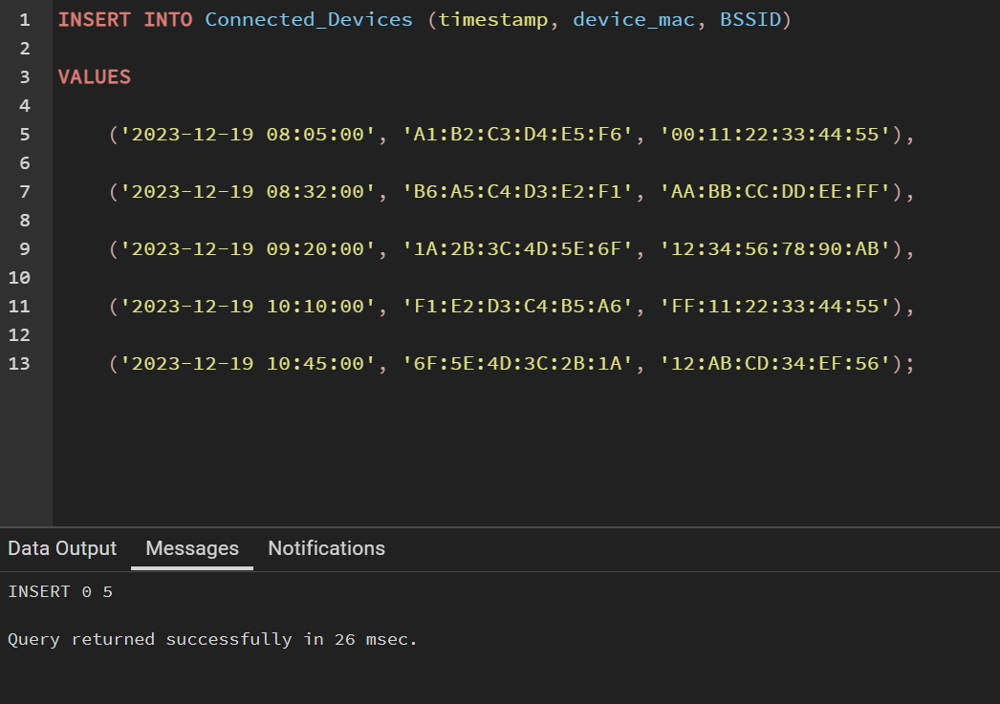 1 INSERT INTO Connected_Devices (timestamp, device_mac, BSSID)
2
3 VALUES
4
5 ('2023-12-19 08:05:00', 'A1:B2:C3:D4:E5:F6', '00:11:22:33:44:55'),
6
7 ('2023-12-19 08:32:00', 'B6:A5:C4:D3:E2:F1', 'AA:BB:CC:DD:EE:FF'),
8
9 ('2023-12-19 09:20:00', '1A:2B:3C:4D:5E:6F', '12:34:56:78:90:AB'),
10
11 ('2023-12-19 10:10:00', 'F1:E2:D3:C4:B5:A6', 'FF:11:22:33:44:55'),
12
13 ('2023-12-19 10:45:00', '6F:5E:4D:3C:2B:1A', '12:AB:CD:34:EF:56');
Data Output Messages Notifications
INSERT 0 5
Query returned successfully in 26 msec.